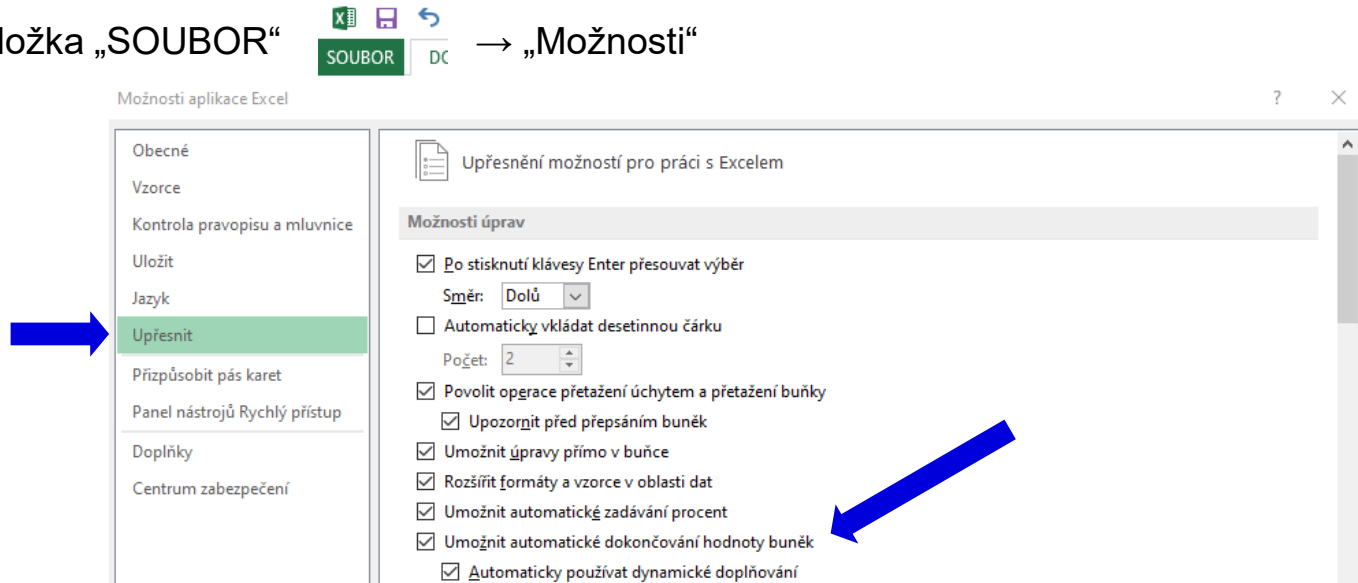 ložka „SOUBOR“ SOUBOR DO → „Možnosti“
Možnosti aplikace Excel ?
Obecné
Vzorce
Kontrola pravopisu a mluvnice
Uložit
Jazyk
Upřesnit
Přizpůsobit pás karet
Panel nástrojů Rychlý přístup
Doplňky
Centrum zabezpečení
Upřesnění možností pro práci s Excelem
Možnosti úprav
Po stisknutí klávesy Enter přesouvat výběr
Směr: Dolů
Automaticky vkládat desetinnou čárku
Počet: 2
Povolit operace přetažení úchytem a přetažení buňky
Upozornit před přepsáním buněk
Umožnit úpravy přímo v buňce
Rozšířit formáty a vzorce v oblasti dat
Umožnit automatické zadávání procent
Umožnit automatické dokončování hodnoty buněk
Automaticky používat dynamické doplňování